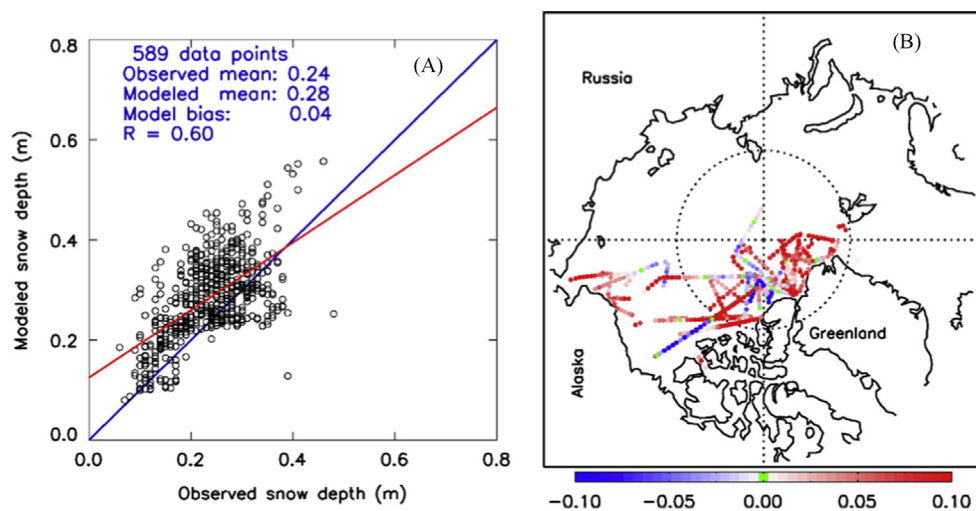 (A)
589 data points
Observed mean: 0.24
Modeled mean: 0.28
Model bias: 0.04
R = 0.60
0.8
0.6
0.4
0.2
0.0
Modeled snow depth (m)
0.0 0.2 0.4 0.6 0.8
Observed snow depth (m)
(B)
Russia
Alaska
Greenland
-0.10 -0.05 0.00 0.05 0.10